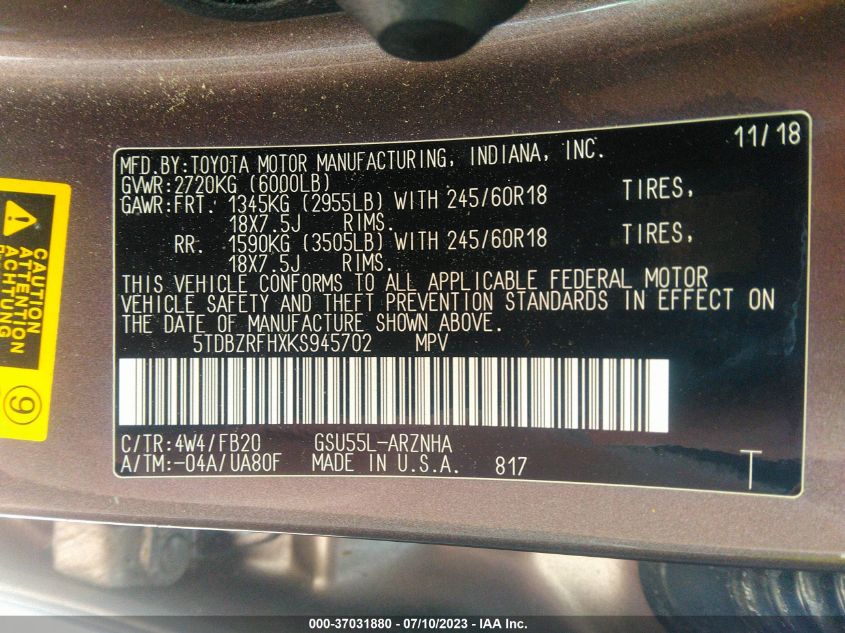 MFD.BY:TOYOTA MOTOR MANUFACTURING, INDIANA, INC. 11/18
GVWR:2720KG (6000LB)
GAWR:FRT. 1345KG (2955LB) WITH 245/60R18 TIRES,
18X7.5J RIMS.
RR. 1590KG (3505LB) WITH 245/60R18 TIRES,
18X7.5J RIMS.
THIS VEHICLE CONFORMS TO ALL APPLICABLE FEDERAL MOTOR
VEHICLE SAFETY AND THEFT PREVENTION STANDARDS IN EFFECT ON
THE DATE OF MANUFACTURE SHOWN ABOVE.
5TDBZRFHXKS945702 MPV
C/TR:4W4/FB20 GSU55L-ARZNHA
A/TM:-04A/UA80F MADE IN U.S.A. 817 T
CAUTION
ATTENTION
ACHTUNG
9
000-37031880 - 07/10/2023 - IAA Inc.